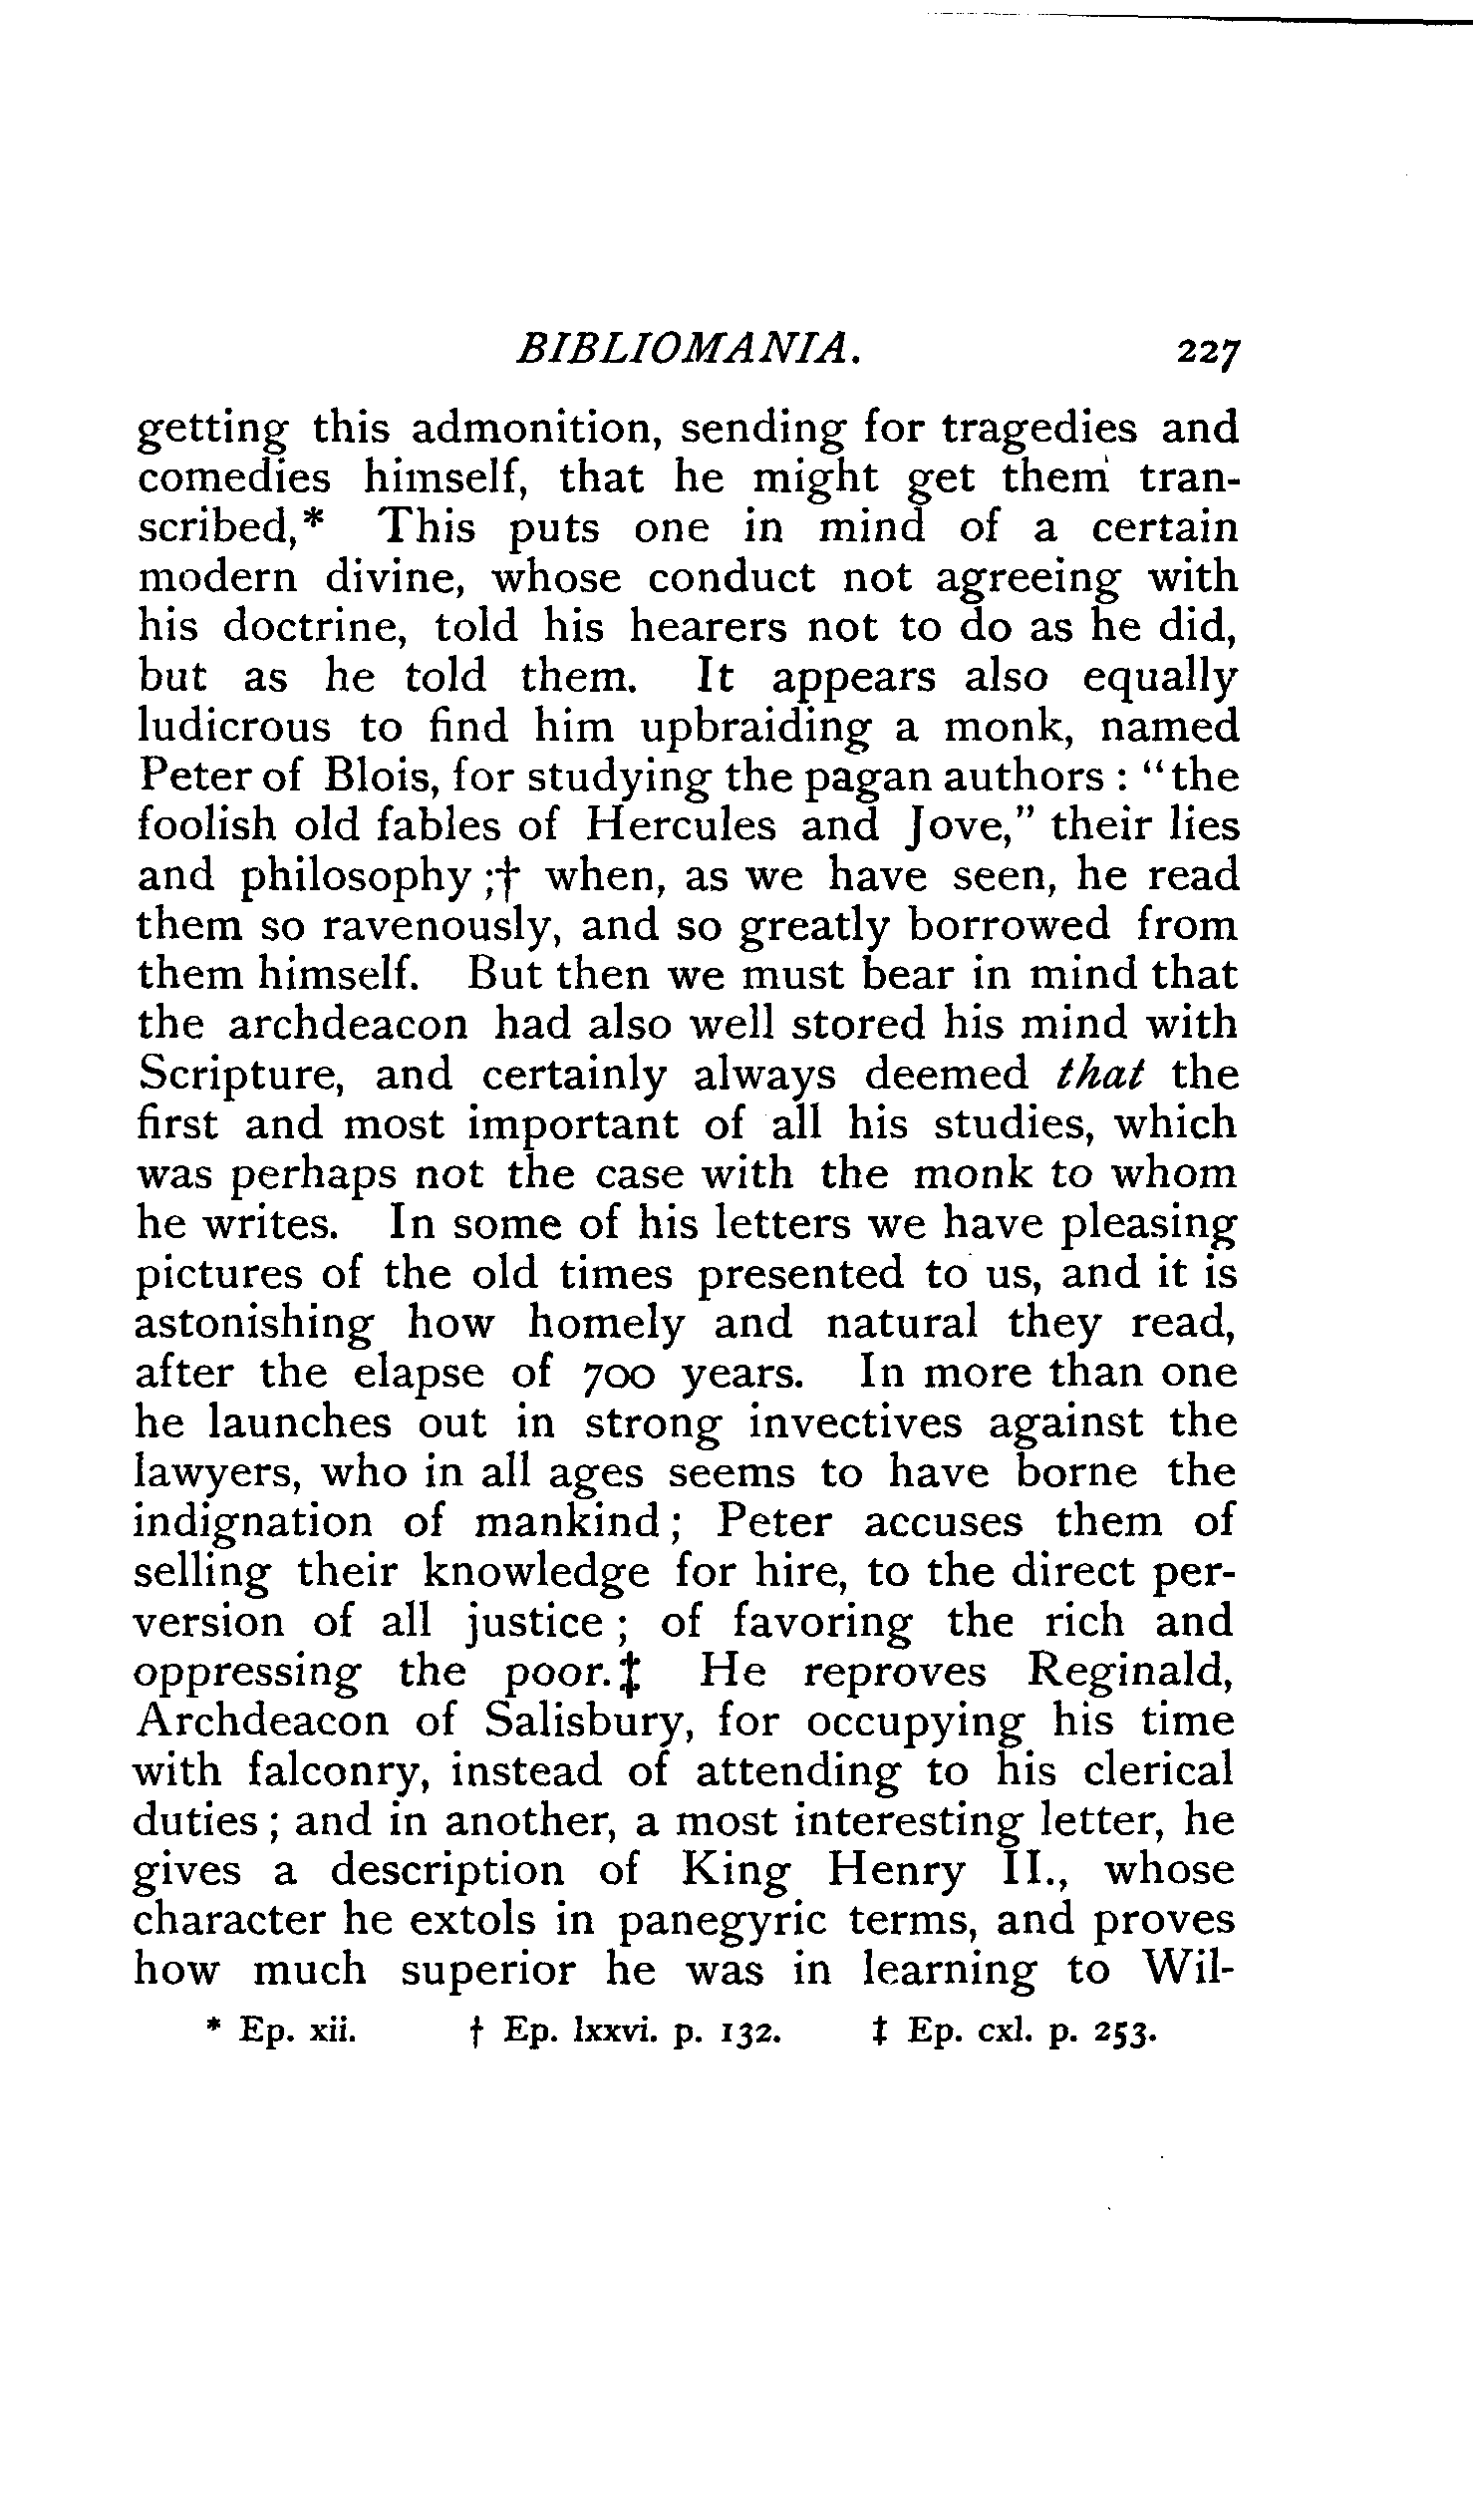 BIBLIOMANIA. 227
getting this admonition, sending for tragedies and
comedies himself, that he might get them tran-
scribed,* This puts one in mind of a certain
modern divine, whose conduct not agreeing with
his doctrine, told his hearers not to do as he did,
but as he told them. It appears also equally
ludicrous to find him upbraiding a monk, named
Peter of Blois, for studying the pagan authors : “the
foolish old fables of Hercules and Jove,” their lies
and philosophy ;† when, as we have seen, he read
them so ravenously, and so greatly borrowed from
them himself. But then we must bear in mind that
the archdeacon had also well stored his mind with
Scripture, and certainly always deemed that the
first and most important of all his studies, which
was perhaps not the case with the monk to whom
he writes. In some of his letters we have pleasing
pictures of the old times presented to us, and it is
astonishing how homely and natural they read,
after the elapse of 700 years. In more than one
he launches out in strong invectives against the
lawyers, who in all ages seems to have borne the
indignation of mankind ; Peter accuses them of
selling their knowledge for hire, to the direct per-
version of all justice ; of favoring the rich and
oppressing the poor.‡ He reproves Reginald,
Archdeacon of Salisbury, for occupying his time
with falconry, instead of attending to his clerical
duties ; and in another, a most interesting letter, he
gives a description of King Henry II., whose
character he extols in panegyric terms, and proves
how much superior he was in learning to Wil-
* Ep. xii. † Ep. lxxvi. p. 132. ‡ Ep. cxl. p. 253.